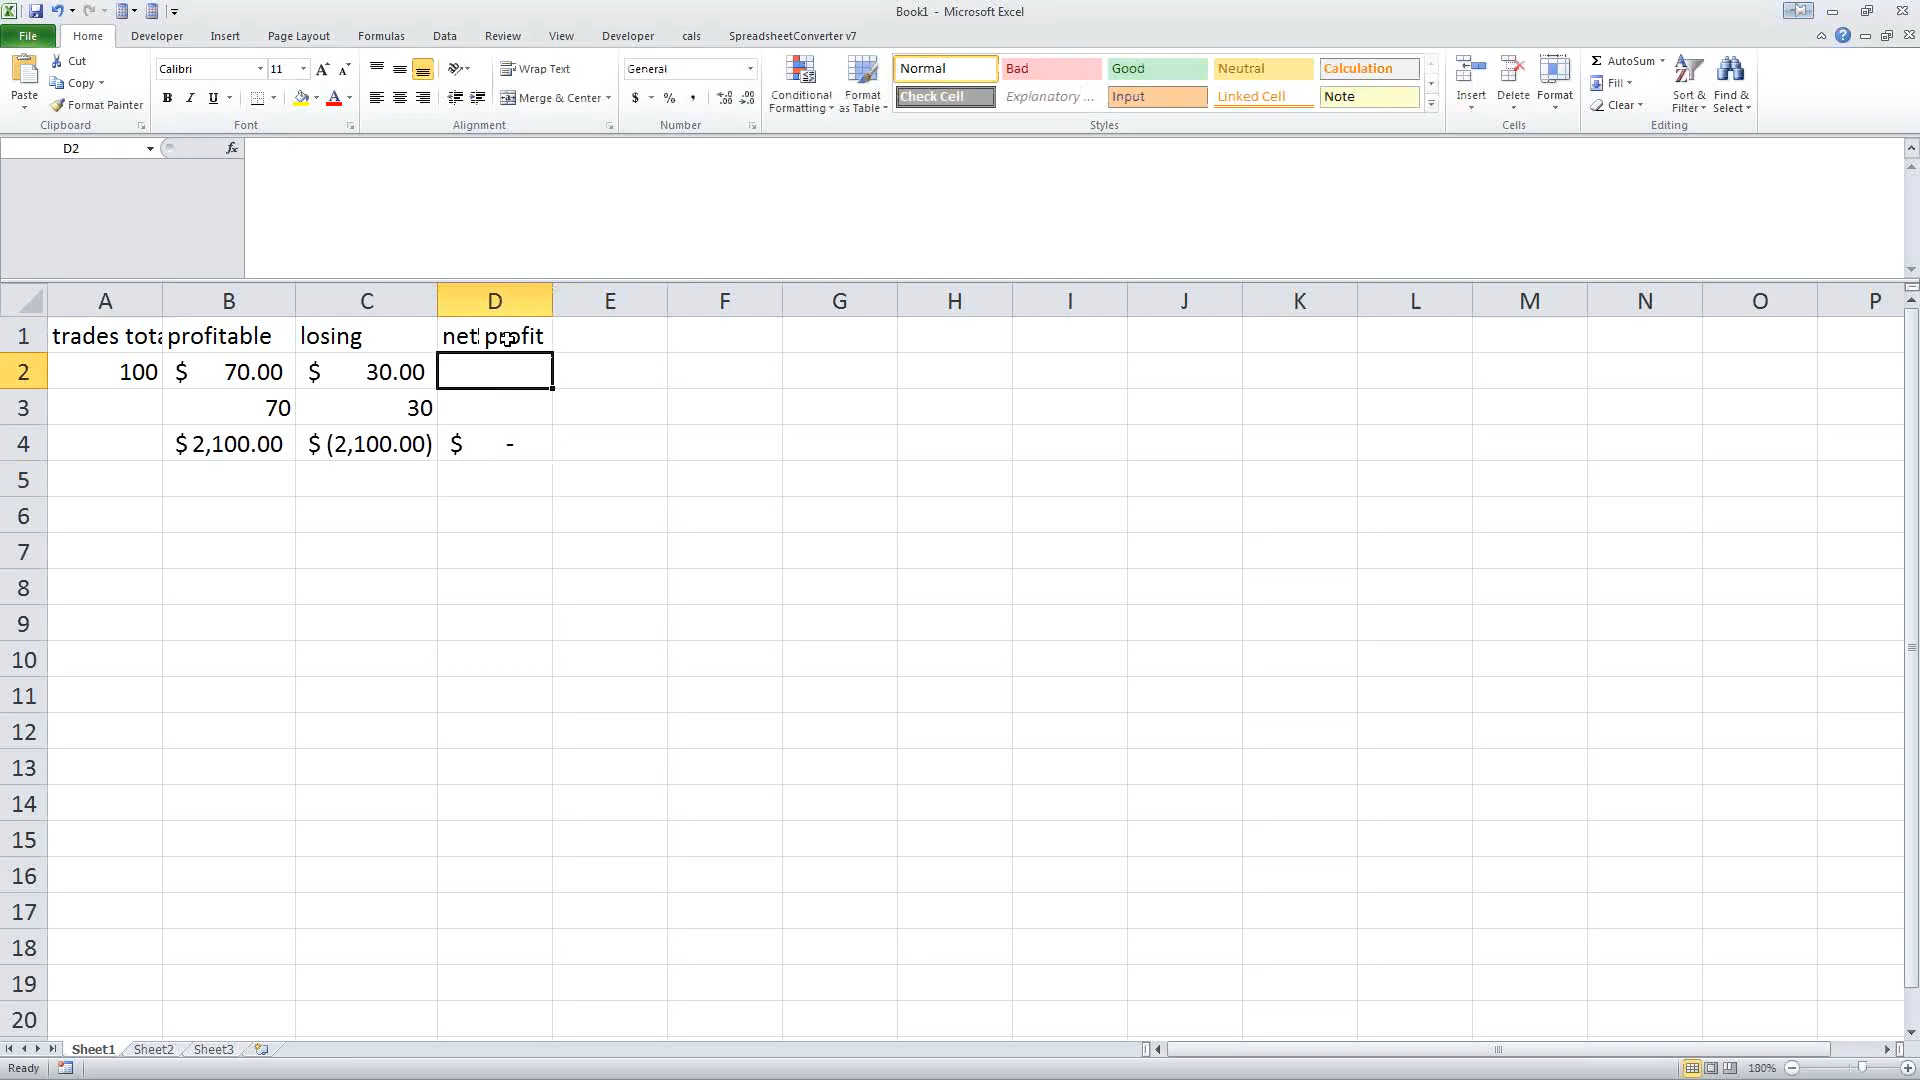 Book1 - Microsoft Excel
File Home Developer Insert Page Layout Formulas Data Review View Developer cals SpreadsheetConverter v7
Paste
Cut
Copy
Format Painter
Clipboard
Calibri 11
B I U
Font
Wrap Text
Merge & Center
Alignment
General
$ % ,
Number
Conditional Formatting
Format as Table
Normal Bad Good Neutral Calculation
Check Cell Explanatory ... Input Linked Cell Note
Styles
Insert Delete Format
Cells
Σ AutoSum
Fill
Clear
Sort & Filter
Find & Select
Editing
D2 fx
A B C D E F G H I J K L M N O P
1 trades tota profitable losing net profit
2 100 $ 70.00 $ 30.00
3 70 30
4 $ 2,100.00 $ (2,100.00) $ -
5
6
7
8
9
10
11
12
13
14
15
16
17
18
19
20
Sheet1 Sheet2 Sheet3
Ready 180%